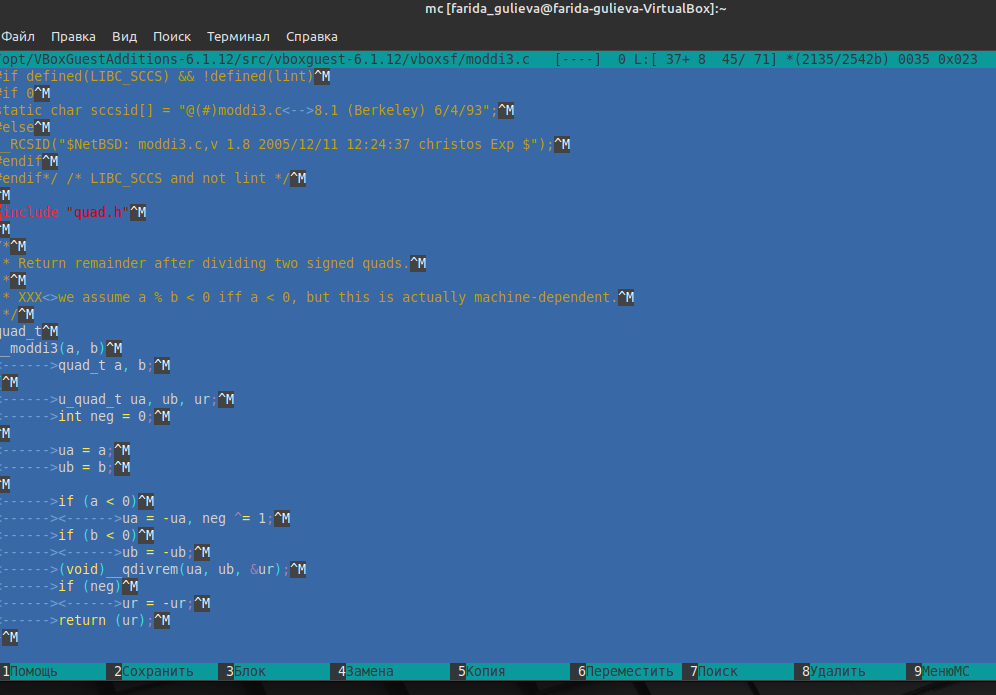 mc [farida_gulieva@farida-gulieva-VirtualBox]:~
Файл Правка Вид Поиск Терминал Справка
/opt/VBoxGuestAdditions-6.1.12/src/vboxguest-6.1.12/vboxsf/moddi3.c [----] 0 L:[ 37+ 8 45/ 71] *(2135/2542b) 0035 0x023
#if defined(LIBC_SCCS) && !defined(lint)^M
#if 0^M
static char sccsid[] = "@(#)moddi3.c<-->8.1 (Berkeley) 6/4/93";^M
#else^M
__RCSID("$NetBSD: moddi3.c,v 1.8 2005/12/11 12:24:37 christos Exp $");^M
#endif^M
#endif*/ /* LIBC_SCCS and not lint */^M
^M
#include "quad.h"^M
^M
/*^M
 * Return remainder after dividing two signed quads.^M
 *^M
 * XXX<>we assume a % b < 0 iff a < 0, but this is actually machine-dependent.^M
 */^M
quad_t^M
__moddi3(a, b)^M
<------>quad_t a, b;^M
{^M
<------>u_quad_t ua, ub, ur;^M
<------>int neg = 0;^M
^M
<------>ua = a;^M
<------>ub = b;^M
^M
<------>if (a < 0)^M
<------><------>ua = -ua, neg ^= 1;^M
<------>if (b < 0)^M
<------><------>ub = -ub;^M
<------>(void)__qdivrem(ua, ub, &ur);^M
<------>if (neg)^M
<------><------>ur = -ur;^M
<------>return (ur);^M
}^M
1Помощь 2Сохранить 3Блок 4Замена 5Копия 6Переместить 7Поиск 8Удалить 9МенюMC